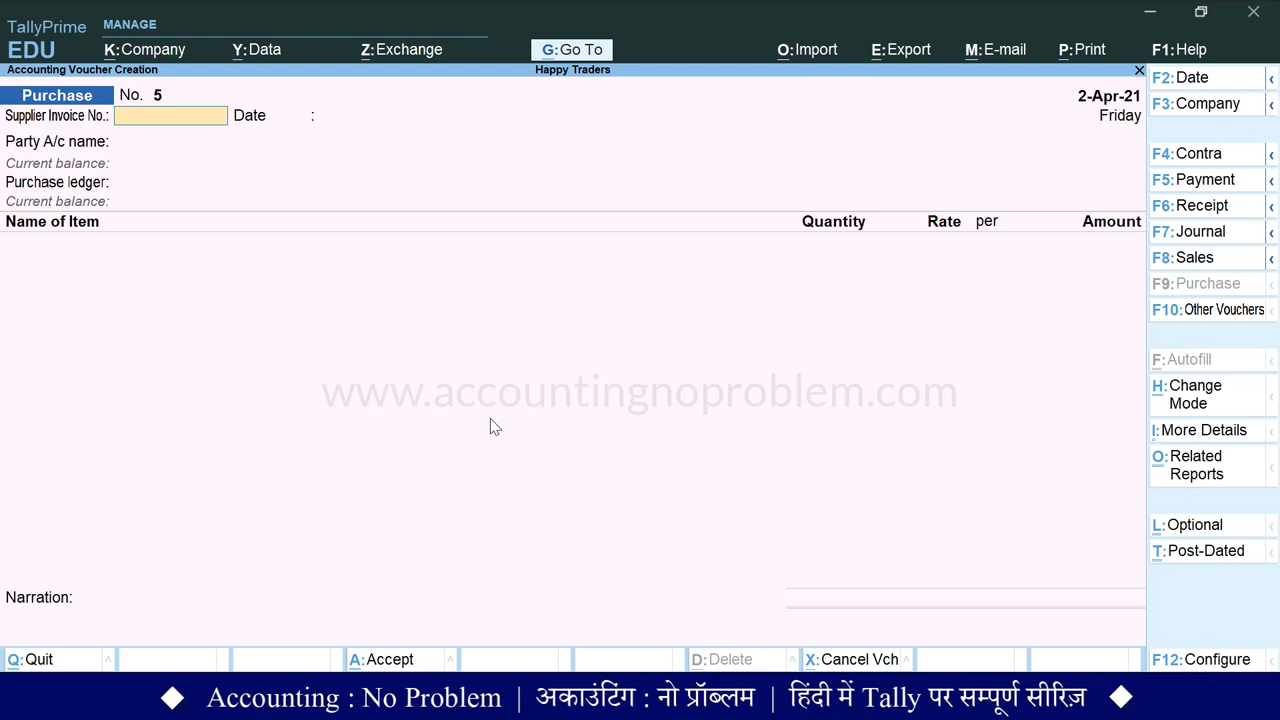 TallyPrime MANAGE
EDU K:Company Y:Data Z:Exchange G:Go To O:Import E:Export M:E-mail P:Print F1:Help
Accounting Voucher Creation Happy Traders
Purchase No. 5 2-Apr-21
Supplier Invoice No.: Date : Friday
Party A/c name:
Current balance:
Purchase ledger:
Current balance:
Name of Item Quantity Rate per Amount
www.accountingnoproblem.com
Narration:
Q:Quit A:Accept D:Delete X:Cancel Vch
F2:Date
F3:Company
F4:Contra
F5:Payment
F6:Receipt
F7:Journal
F8:Sales
F9:Purchase
F10:Other Vouchers
F:Autofill
H:Change
Mode
I:More Details
O:Related
Reports
L:Optional
T:Post-Dated
F12:Configure
Accounting : No Problem | अकाउंटिंग : नो प्रॉब्लम | हिंदी में Tally पर सम्पूर्ण सीरिज़